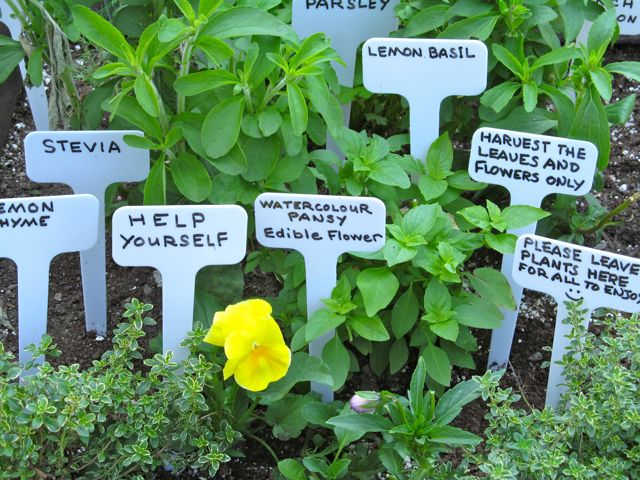 PARSLEY
LEMON BASIL
STEVIA
HARVEST THE
LEAVES AND
FLOWERS ONLY
EMON
HYME
HELP
YOURSELF
WATERCOLOUR
PANSY
Edible Flower
PLEASE LEAVE
PLANTS HERE
FOR ALL TO ENJOY